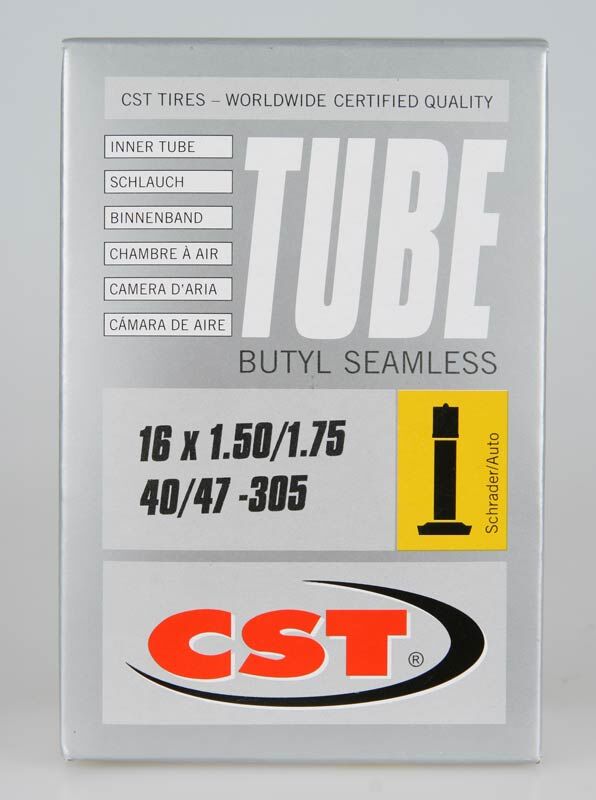 CST TIRES – WORLDWIDE CERTIFIED QUALITY
INNER TUBE
SCHLAUCH
BINNENBAND
CHAMBRE À AIR
CAMERA D'ARIA
CÁMARA DE AIRE
TUBE
BUTYL SEAMLESS
16 x 1.50/1.75
40/47 -305
Schrader/Auto
CST ®